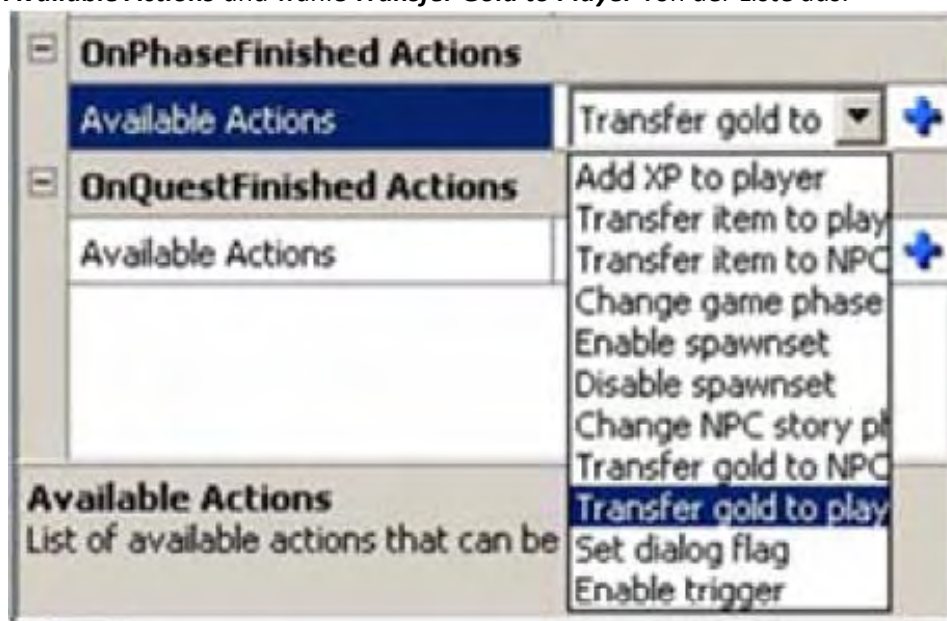 Available Actions und wähle Transfer Gold to Player von der Liste aus.
OnPhaseFinished Actions
Available Actions
Transfer gold to
OnQuestFinished Actions
Available Actions
Add XP to player
Transfer item to play
Transfer item to NPC
Change game phase
Enable spawnset
Disable spawnset
Change NPC story ph
Transfer gold to NPC
Transfer gold to play
Set dialog flag
Enable trigger
Available Actions
List of available actions that can be